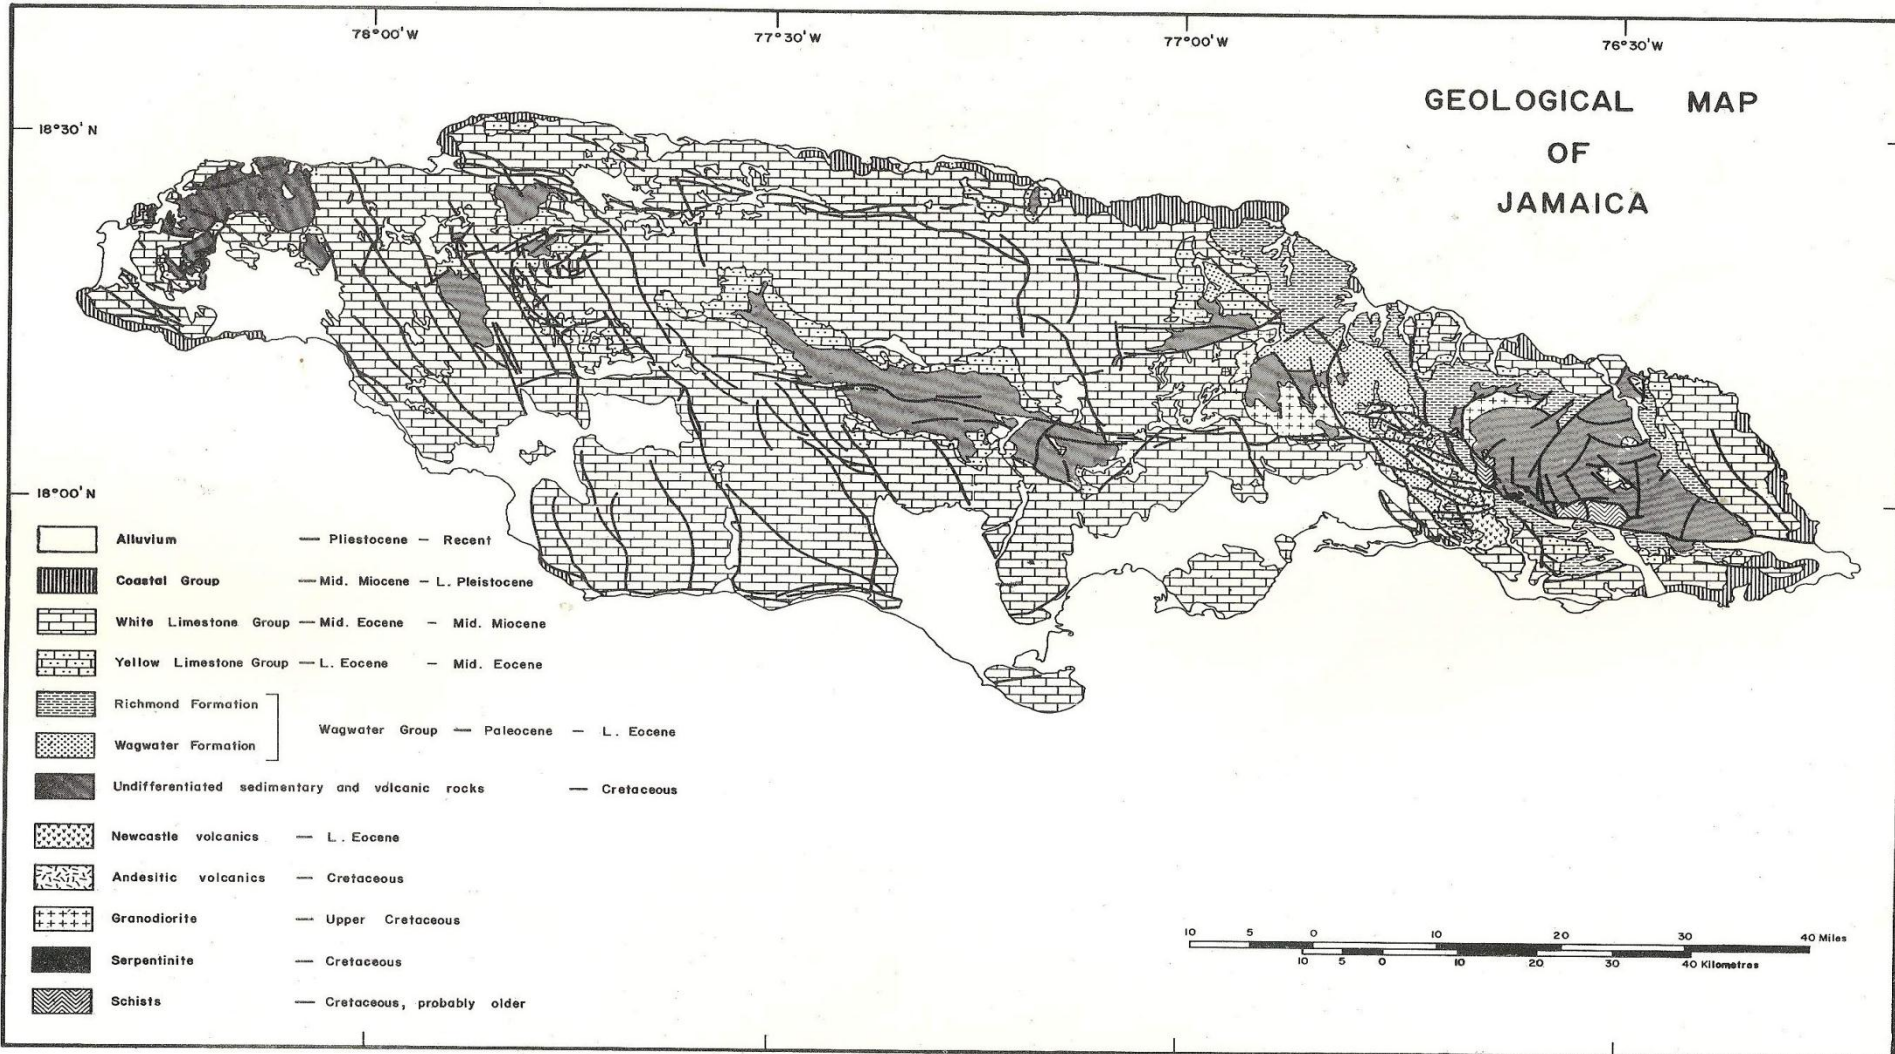 78°00'W
77°30'W
77°00'W
76°30'W
GEOLOGICAL MAP
OF
JAMAICA
18°30' N
18°00' N
Alluvium — Pliestocene – Recent
Coastal Group — Mid. Miocene – L. Pleistocene
White Limestone Group — Mid. Eocene – Mid. Miocene
Yellow Limestone Group — L. Eocene – Mid. Eocene
Richmond Formation
Wagwater Group — Paleocene – L. Eocene
Wagwater Formation
Undifferentiated sedimentary and volcanic rocks — Cretaceous
Newcastle volcanics — L. Eocene
Andesitic volcanics — Cretaceous
Granodiorite — Upper Cretaceous
Serpentinite — Cretaceous
Schists — Cretaceous, probably older
10 5 0 10 20 30 40 Miles
10 5 0 10 20 30 40 Kilometres